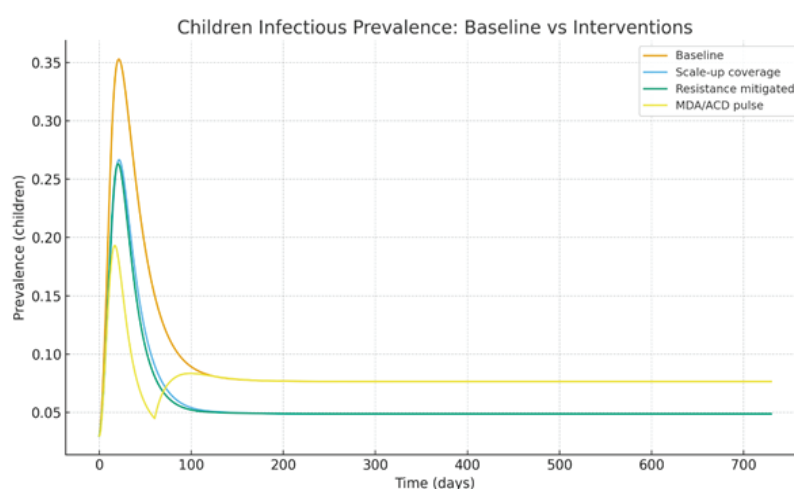 Children Infectious Prevalence: Baseline vs Interventions
Baseline
Scale-up coverage
Resistance mitigated
MDA/ACD pulse
Prevalence (children)
0.35
0.30
0.25
0.20
0.15
0.10
0.05
0 100 200 300 400 500 600 700
Time (days)